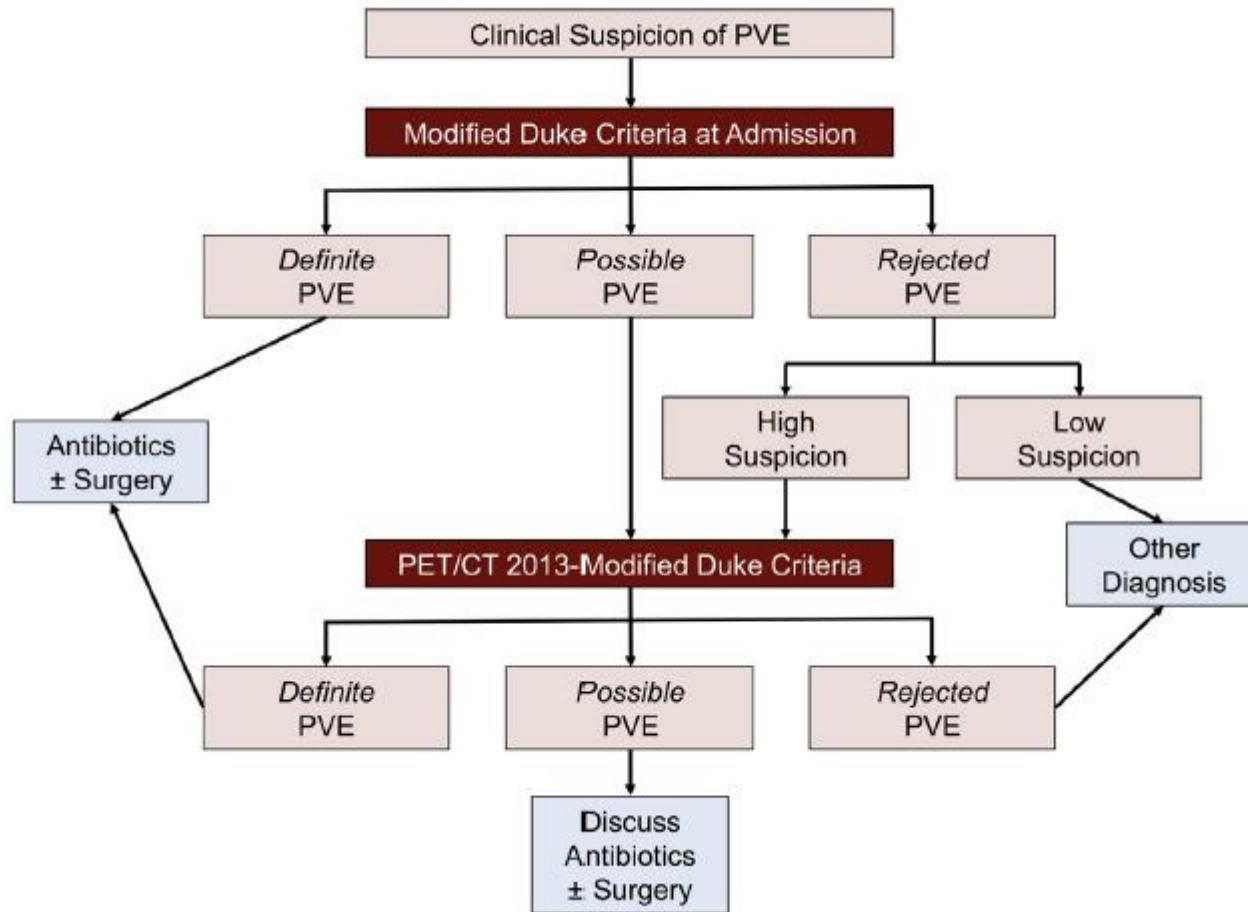 Clinical Suspicion of PVE
Modified Duke Criteria at Admission
Definite
PVE
Possible
PVE
Rejected
PVE
High
Suspicion
Low
Suspicion
Antibiotics
± Surgery
PET/CT 2013-Modified Duke Criteria
Other
Diagnosis
Definite
PVE
Possible
PVE
Rejected
PVE
Discuss
Antibiotics
± Surgery